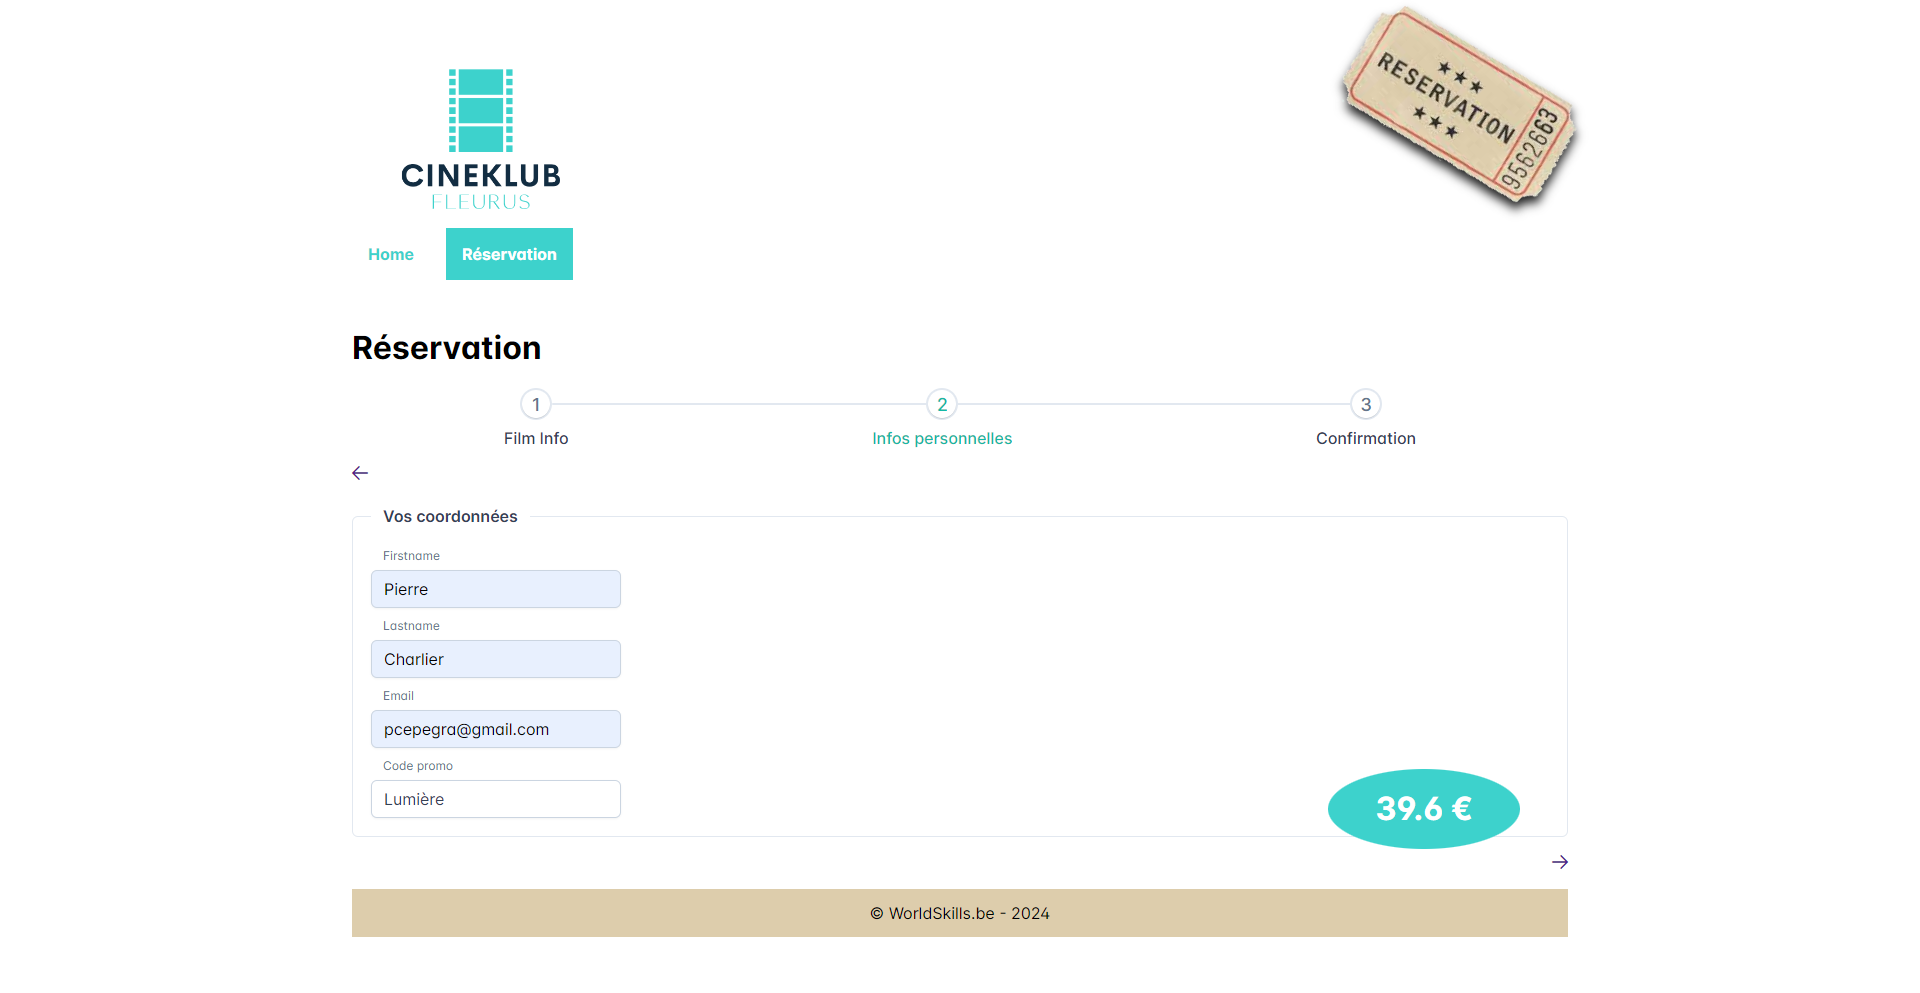 CINEKLUB
FLEURUS
★★★
RESERVATION
★★★
9562663
Home
Réservation
Réservation
1
2
3
Film Info
Infos personnelles
Confirmation
←
Vos coordonnées
Firstname
Pierre
Lastname
Charlier
Email
pcepegra@gmail.com
Code promo
Lumière
39.6 €
→
© WorldSkills.be - 2024